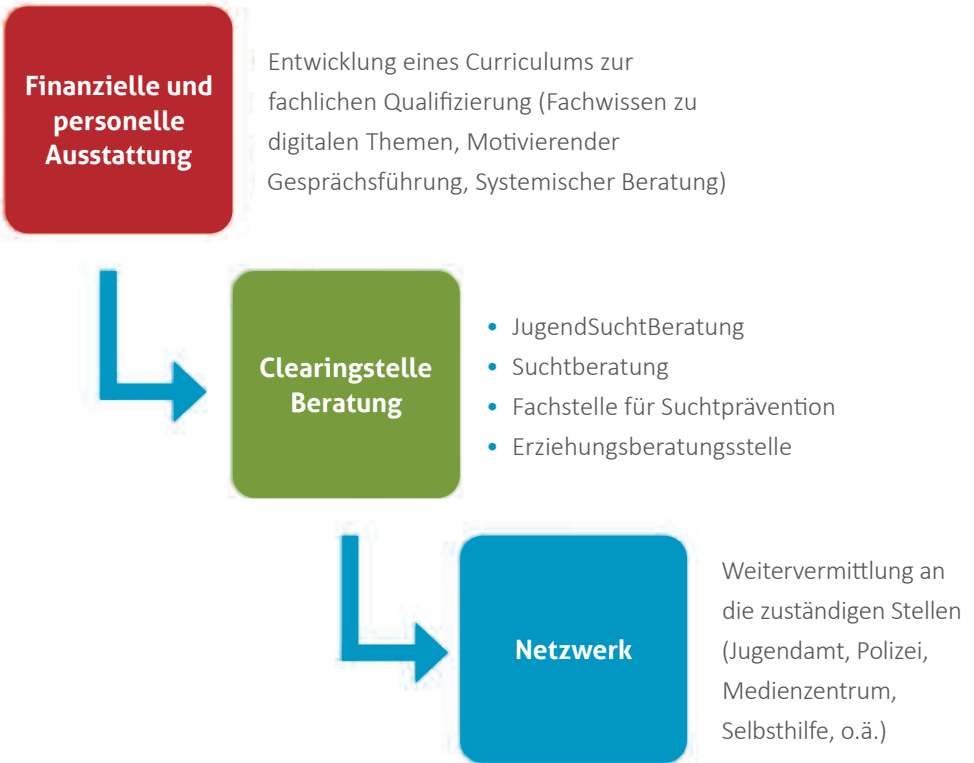 Finanzielle und
personelle
Ausstattung
Entwicklung eines Curriculums zur
fachlichen Qualifizierung (Fachwissen zu
digitalen Themen, Motivierender
Gesprächsführung, Systemischer Beratung)
Clearingstelle
Beratung
• JugendSuchtBeratung
• Suchtberatung
• Fachstelle für Suchtprävention
• Erziehungsberatungsstelle
Netzwerk
Weitervermittlung an
die zuständigen Stellen
(Jugendamt, Polizei,
Medienzentrum,
Selbsthilfe, o.ä.)